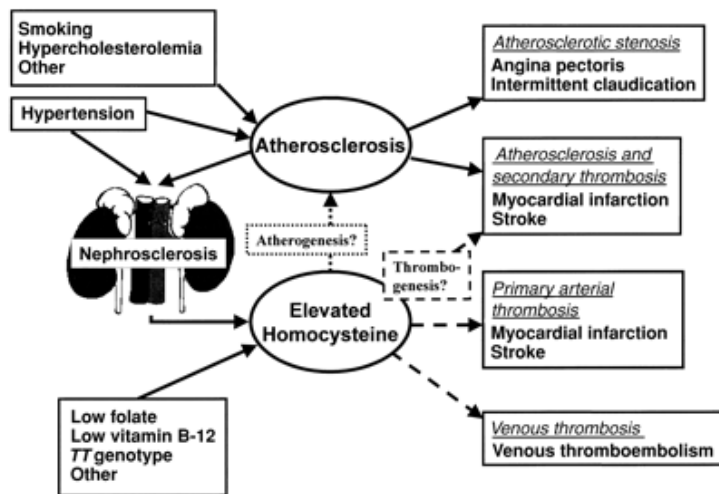 Smoking
Hypercholesterolemia
Other
Hypertension
Atherosclerosis
Atherosclerotic stenosis
Angina pectoris
Intermittent claudication
Atherosclerosis and
secondary thrombosis
Myocardial infarction
Stroke
Nephrosclerosis
Atherogenesis?
Thrombo-
genesis?
Elevated
Homocysteine
Primary arterial
thrombosis
Myocardial infarction
Stroke
Low folate
Low vitamin B-12
TT genotype
Other
Venous thrombosis
Venous thromboembolism